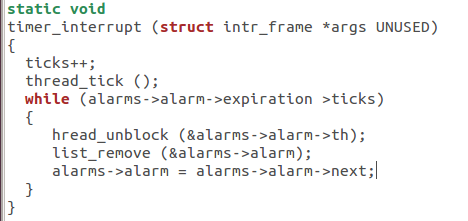 static void
timer_interrupt (struct intr_frame *args UNUSED)
{
  ticks++;
  thread_tick ();
  while (alarms->alarm->expiration >ticks)
  {
     hread_unblock (&alarms->alarm->th);
     list_remove (&alarms->alarm);
     alarms->alarm = alarms->alarm->next;
  }
}